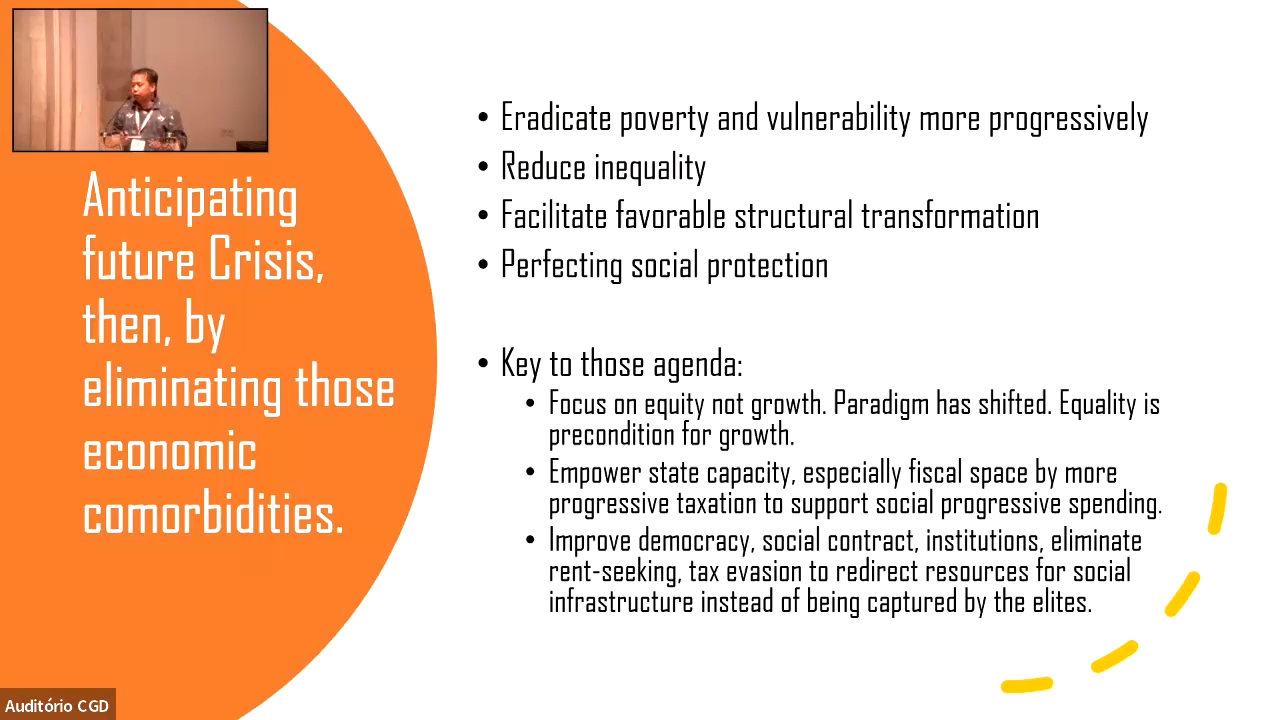 Anticipating
future Crisis,
then, by
eliminating those
economic
comorbidities.
• Eradicate poverty and vulnerability more progressively
• Reduce inequality
• Facilitate favorable structural transformation
• Perfecting social protection
• Key to those agenda:
• Focus on equity not growth. Paradigm has shifted. Equality is
precondition for growth.
• Empower state capacity, especially fiscal space by more
progressive taxation to support social progressive spending.
• Improve democracy, social contract, institutions, eliminate
rent-seeking, tax evasion to redirect resources for social
infrastructure instead of being captured by the elites.
Auditório CGD